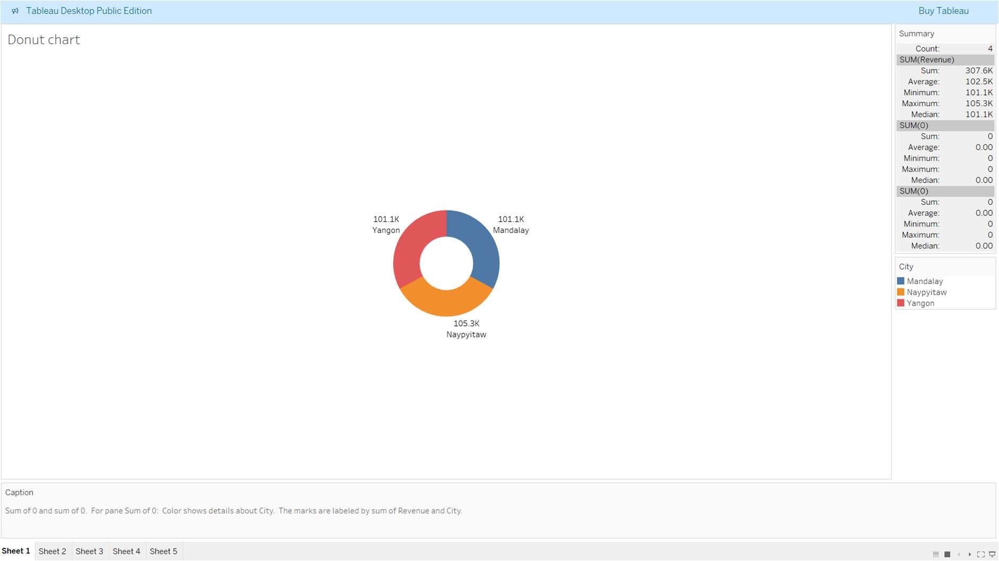 Tableau Desktop Public Edition
Buy Tableau
Donut chart
101.1K
Yangon
101.1K
Mandalay
105.3K
Naypyitaw
Summary
Count: 4
SUM(Revenue)
Sum: 307.6K
Average: 102.5K
Minimum: 101.1K
Maximum: 105.3K
Median: 101.1K
SUM(0)
Sum: 0
Average: 0.00
Minimum: 0
Maximum: 0
Median: 0.00
SUM(0)
Sum: 0
Average: 0.00
Minimum: 0
Maximum: 0
Median: 0.00
City
Mandalay
Naypyitaw
Yangon
Caption
Sum of 0 and sum of 0. For pane Sum of 0: Color shows details about City. The marks are labeled by sum of Revenue and City.
Sheet 1 Sheet 2 Sheet 3 Sheet 4 Sheet 5